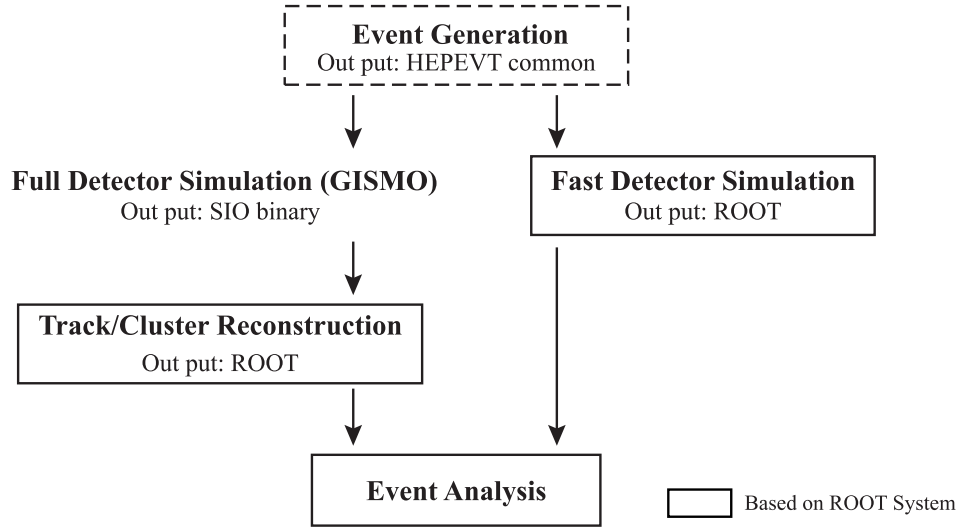 Event Generation
Out put: HEPEVT common
Full Detector Simulation (GISMO)
Out put: SIO binary
Fast Detector Simulation
Out put: ROOT
Track/Cluster Reconstruction
Out put: ROOT
Event Analysis
Based on ROOT System